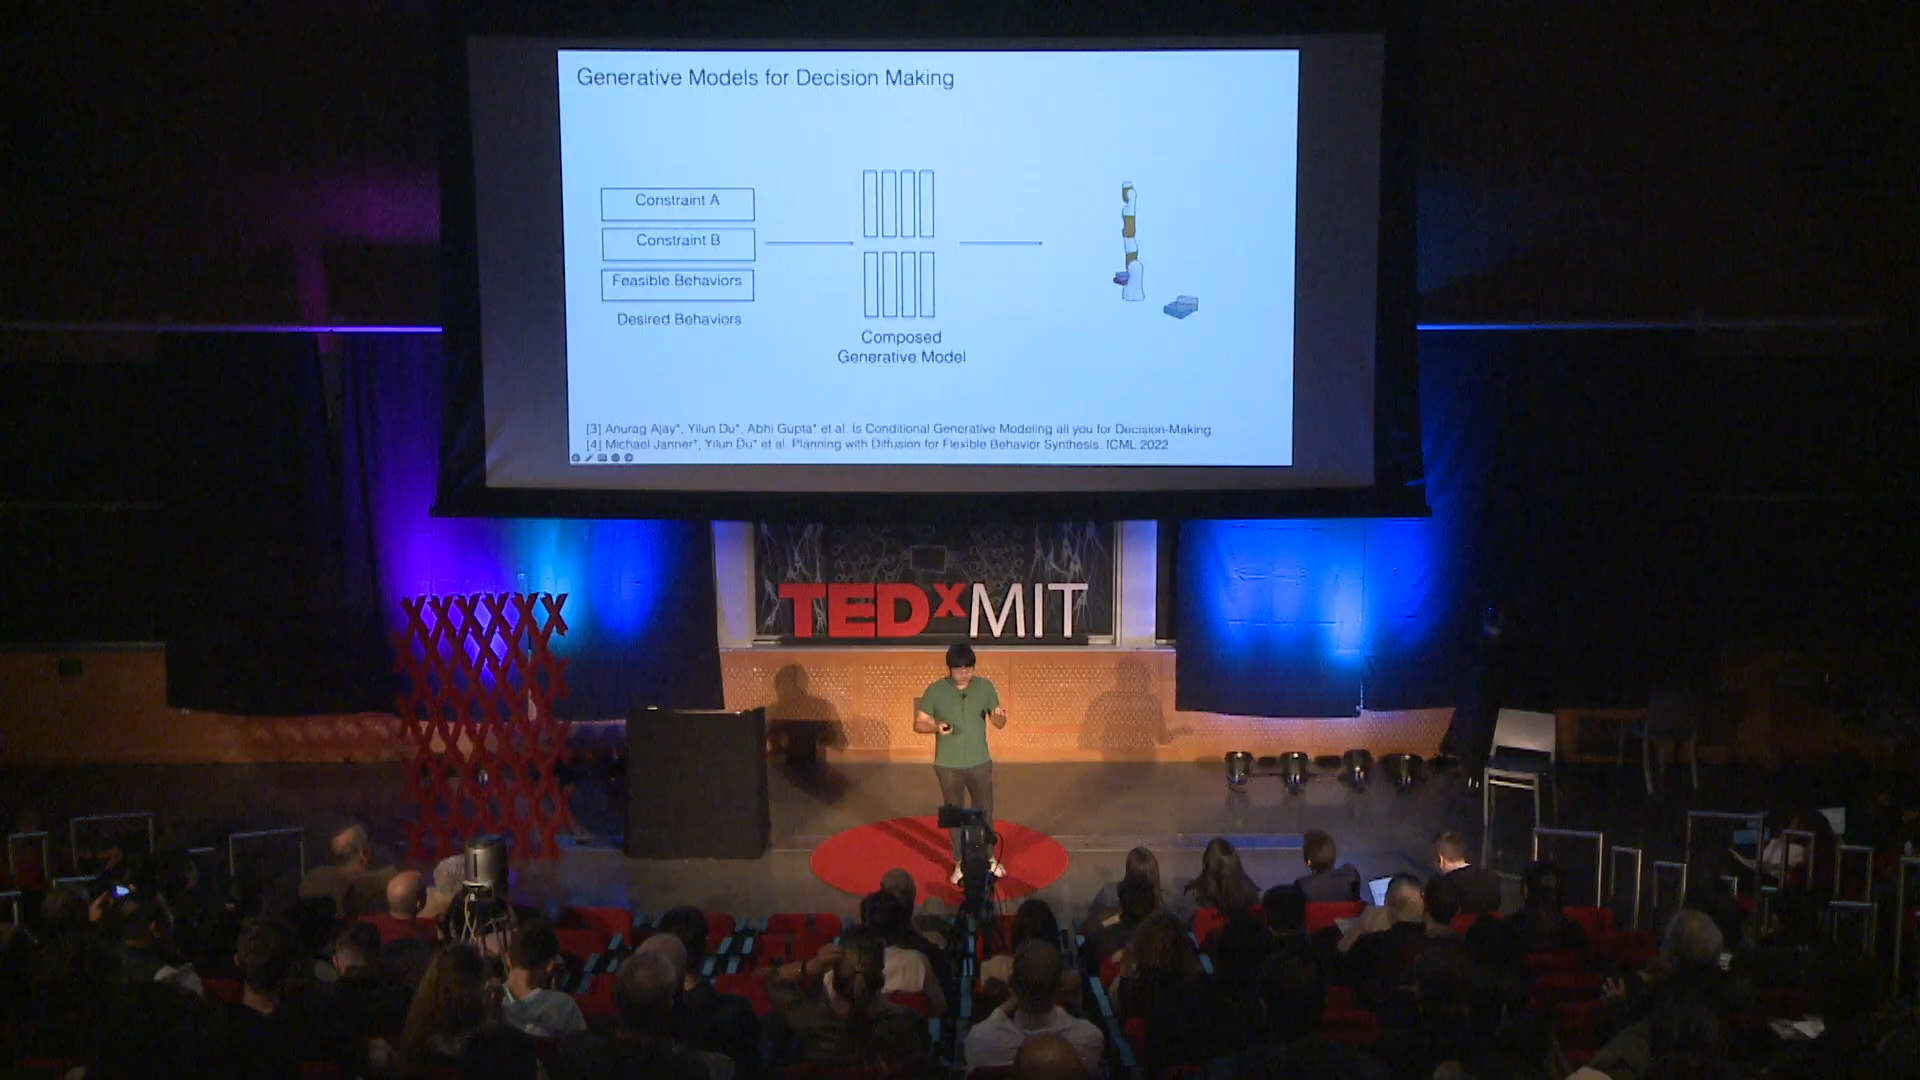 Generative Models for Decision Making
Constraint A
Constraint B
Feasible Behaviors
Desired Behaviors
Composed
Generative Model
[3] Anurag Ajay*, Yilun Du*, Abhi Gupta* et al. Is Conditional Generative Modeling all you for Decision-Making.
[4] Michael Janner*, Yilun Du* et al. Planning with Diffusion for Flexible Behavior Synthesis. ICML 2022
TEDxMIT